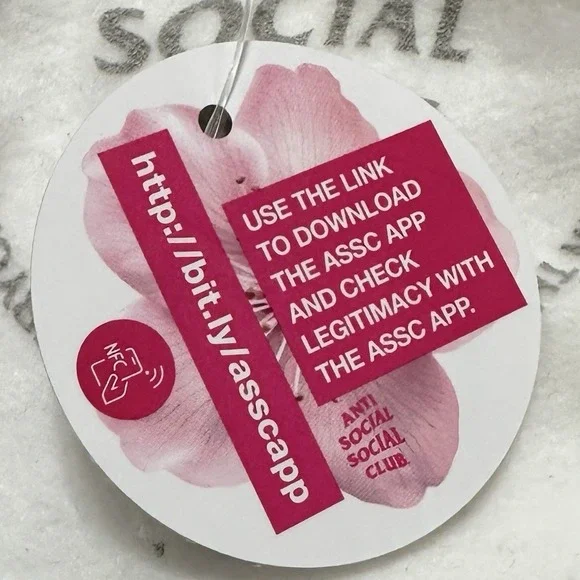 SOCIAL
http://bit.ly/asscapp
USE THE LINK
TO DOWNLOAD
THE ASSC APP
AND CHECK
LEGITIMACY WITH
THE ASSC APP.
NFC
ANTI
SOCIAL
SOCIAL
CLUB